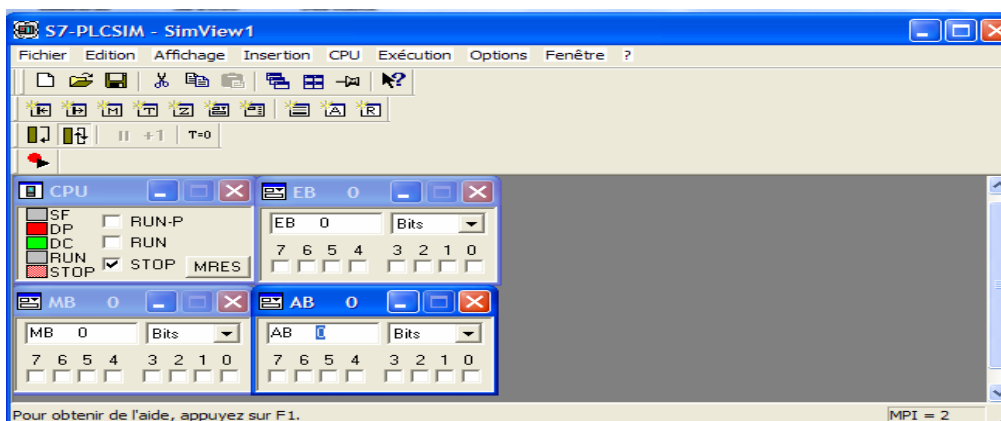 S7-PLCSIM - SimView1
Fichier Edition Affichage Insertion CPU Exécution Options Fenêtre ?
+1 T=0
CPU
SF
DP
DC
RUN
STOP
RUN-P
RUN
STOP MRES
EB 0
EB 0 Bits
7 6 5 4 3 2 1 0
MB 0
MB 0 Bits
7 6 5 4 3 2 1 0
AB 0
AB 0 Bits
7 6 5 4 3 2 1 0
Pour obtenir de l'aide, appuyez sur F1. MPI = 2